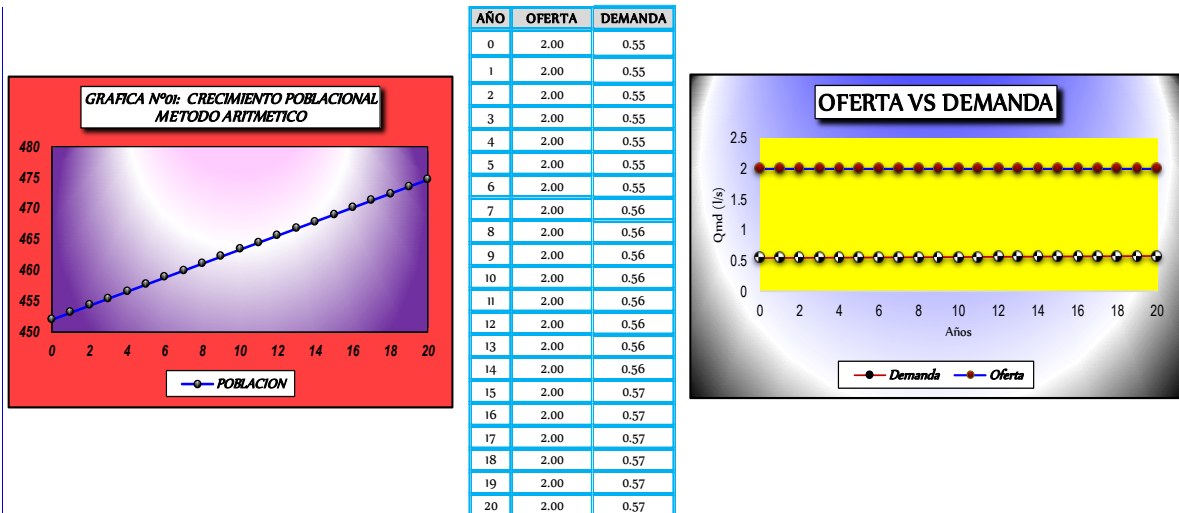 GRAFICA Nº01: CRECIMIENTO POBLACIONAL
METODO ARITMETICO
480
475
470
465
460
455
450
0 2 4 6 8 10 12 14 16 18 20
POBLACION
AÑO OFERTA DEMANDA
0 2.00 0.55
1 2.00 0.55
2 2.00 0.55
3 2.00 0.55
4 2.00 0.55
5 2.00 0.55
6 2.00 0.55
7 2.00 0.56
8 2.00 0.56
9 2.00 0.56
10 2.00 0.56
11 2.00 0.56
12 2.00 0.56
13 2.00 0.56
14 2.00 0.56
15 2.00 0.57
16 2.00 0.57
17 2.00 0.57
18 2.00 0.57
19 2.00 0.57
20 2.00 0.57
OFERTA VS DEMANDA
Qmd (l/s)
2.5
2
1.5
1
0.5
0
0 2 4 6 8 10 12 14 16 18 20
Años
Demanda Oferta